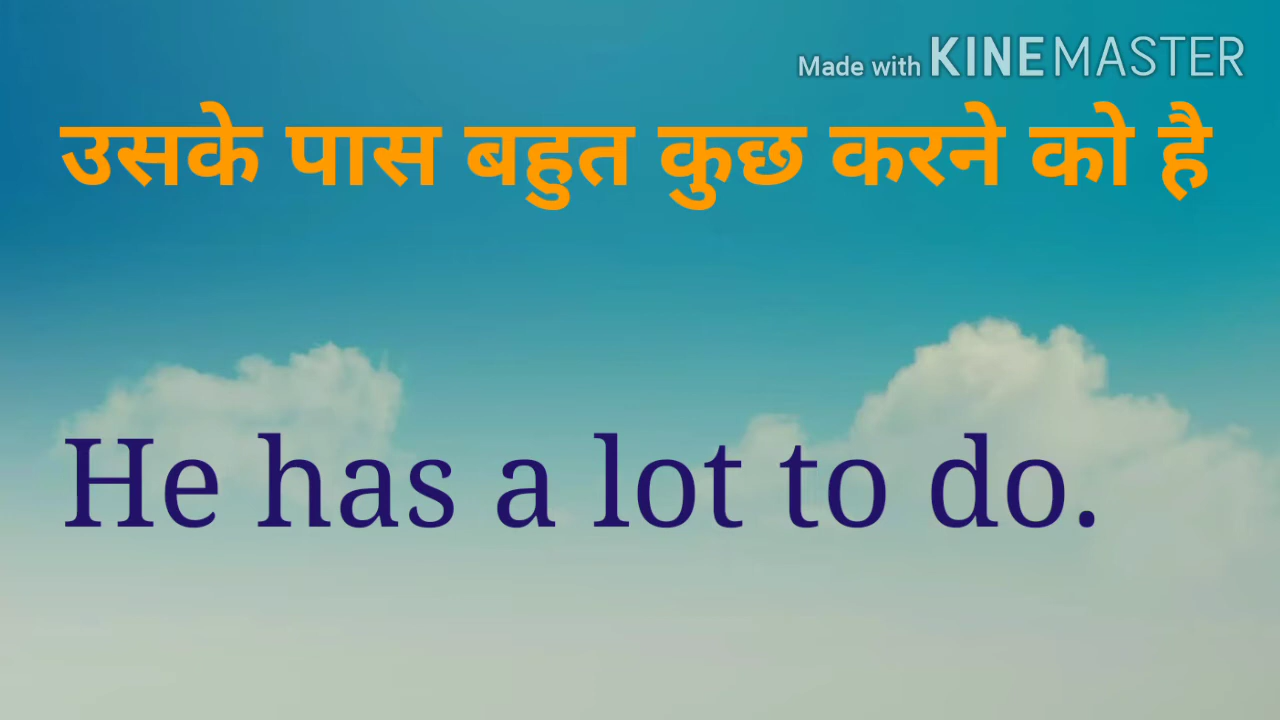 Made with KINEMASTER
उसके पास बहुत कुछ करने को है
He has a lot to do.